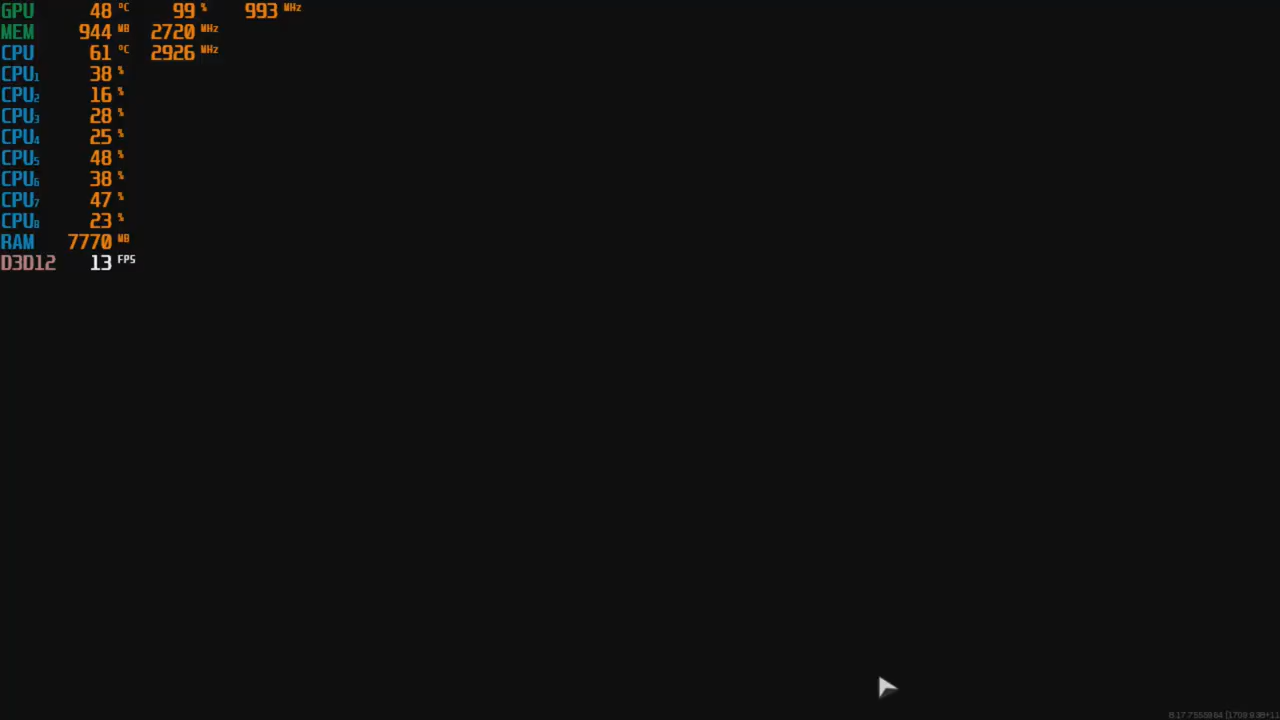 GPU 48 °C 99 % 993 MHz
MEM 944 MB 2720 MHz
CPU 61 °C 2926 MHz
CPU1 38 %
CPU2 16 %
CPU3 28 %
CPU4 25 %
CPU5 48 %
CPU6 38 %
CPU7 47 %
CPU8 23 %
RAM 7770 MB
D3D12 13 FPS